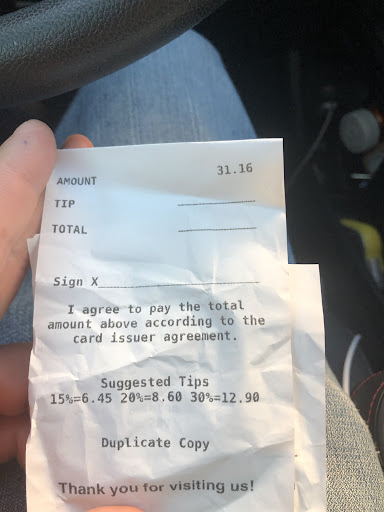 AMOUNT 31.16
TIP
TOTAL
Sign X
I agree to pay the total
amount above according to the
card issuer agreement.
Suggested Tips
15%=6.45 20%=8.60 30%=12.90
Duplicate Copy
Thank you for visiting us!